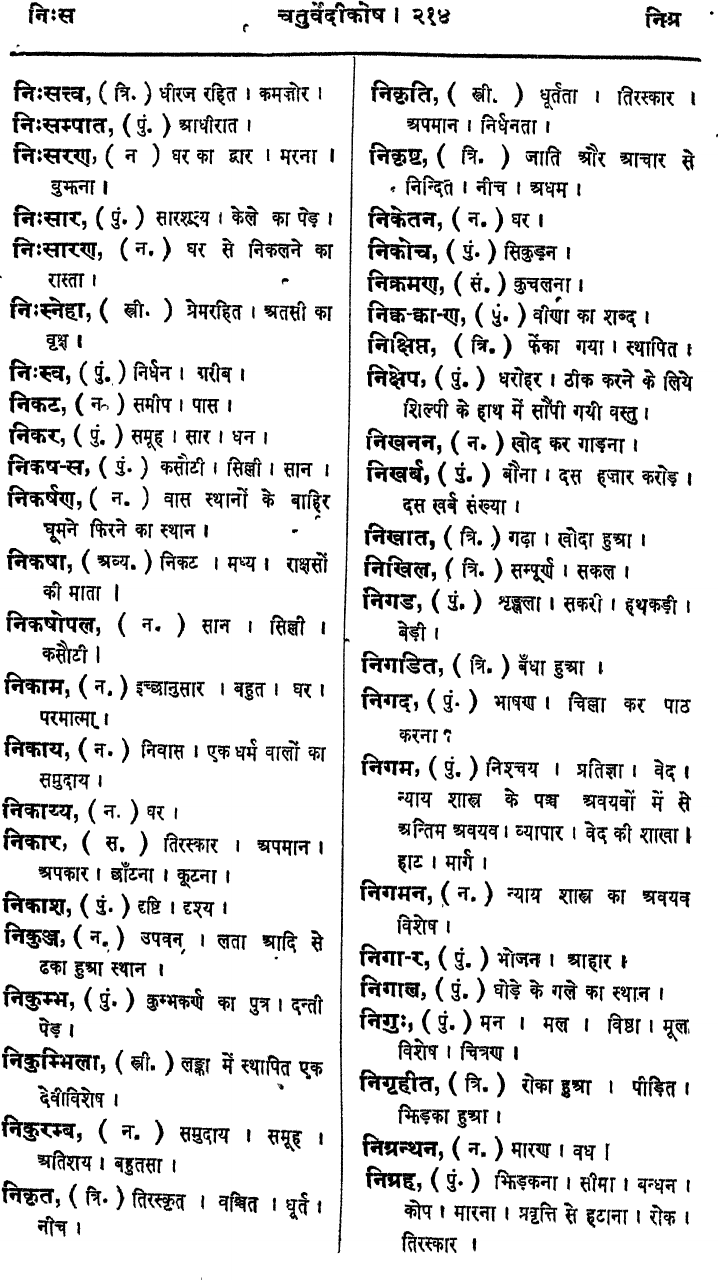 निःस चतुर्वेदीकोष। २१४ निग्र
निःसत्त्व, (त्रि.) धीरज रहित। कमज़ोर।
निःसम्पात, (पुं.) आधीरात।
निःसरण, (न ) घर का द्वार। मरना।
बुझना।
निःसार, (पुं.) सारशून्य। केले का पेड़।
निःसारण, (न.) घर से निकलने का
रास्ता।
निःस्नेहा, (स्त्री.) प्रेमरहित। अतसी का
वृक्ष।
निःस्व, (पुं.) निर्धन। ग़रीब।
निकट, (न.) समीप। पास।
निकर, (पुं.) समूह। सार। धन।
निकष-स, (पुं.) कसौटी। सिल्ली। सान।
निकर्षण, (न.) वास स्थानों के बाहिर
घूमने फिरने का स्थान।
निकषा, (अव्य.) निकट। मध्य। राक्षसों
की माता।
निकषोपल, (न.) सान। सिल्ली।
कसौटी।
निकाम, (न.) इच्छानुसार। बहुत। घर।
परमात्मा।
निकाय, (न.) निवास। एक धर्म वालों का
समुदाय।
निकाय्य, (न.) घर।
निकार, (स.) तिरस्कार। अपमान।
अपकार। छाँटना। कूटना।
निकाश, (पुं.) दृष्टि। दृश्य।
निकुञ्ज, (न.) उपवन। लता आदि से
ढका हुआ स्थान।
निकुम्भ, (पुं.) कुम्भकर्ण का पुत्र। दन्ती
पेड़।
निकुम्भिला, (स्त्री.) लङ्का में स्थापित एक
देवीविशेष।
निकुरम्ब, (न.) समुदाय। समूह।
अतिशय। बहुतसा।
निकृत, (त्रि.) तिरस्कृत। वञ्चित। धूर्त।
नीच।
निकृति, (स्त्री.) धूर्तता। तिरस्कार।
अपमान। निर्धनता।
निकृष्ट, (त्रि.) जाति और आचार से
निन्दित। नीच। अधम।
निकेतन, (न.) घर।
निकोच, (पुं.) सिकुड़न।
निक्रमण, (सं.) कुचलना।
निक्व-क्वा-ण, (पुं.) वीणा का शब्द।
निक्षिप्त, (त्रि.) फेंका गया। स्थापित।
निक्षेप, (पुं.) धरोहर। ठीक करने के लिये
शिल्पी के हाथ में सौंपी गयी वस्तु।
निखनन, (न.) खोद कर गाड़ना।
निखर्ब, (पुं.) बौना। दस हज़ार करोड़।
दस खर्ब संख्या।
निखात, (त्रि.) गढ़ा। खोदा हुआ।
निखिल, (त्रि.) सम्पूर्ण। सकल।
निगड, (पुं.) शृङ्खला। सकरी। हथकड़ी।
बेड़ी।
निगडित, (त्रि.) बँधा हुआ।
निगद, (पुं.) भाषण। चिल्ला कर पाठ
करना?
निगम, (पुं.) निश्चय। प्रतिज्ञा। वेद।
न्याय शास्त्र के पञ्च अवयवों में से
अन्तिम अवयव। व्यापार। वेद की शाखा।
हाट। मार्ग।
निगमन, (न.) न्याय शास्त्र का अवयव
विशेष।
निगा-र, (पुं.) भोजन। आहार।
निगाल, (पुं.) घोड़े के गले का स्थान।
निगुः, (पुं.) मन। मल। विष्ठा। मूल
विशेष। चित्रण।
निगृहीत, (त्रि.) रोका हुआ। पीड़ित।
झिड़का हुआ।
निग्रन्थन, (न.) मारण। वध।
निग्रह, (पुं.) झिड़कना। सीमा। बन्धन।
कोप। मारना। प्रवृत्ति से हटाना। रोक।
तिरस्कार।